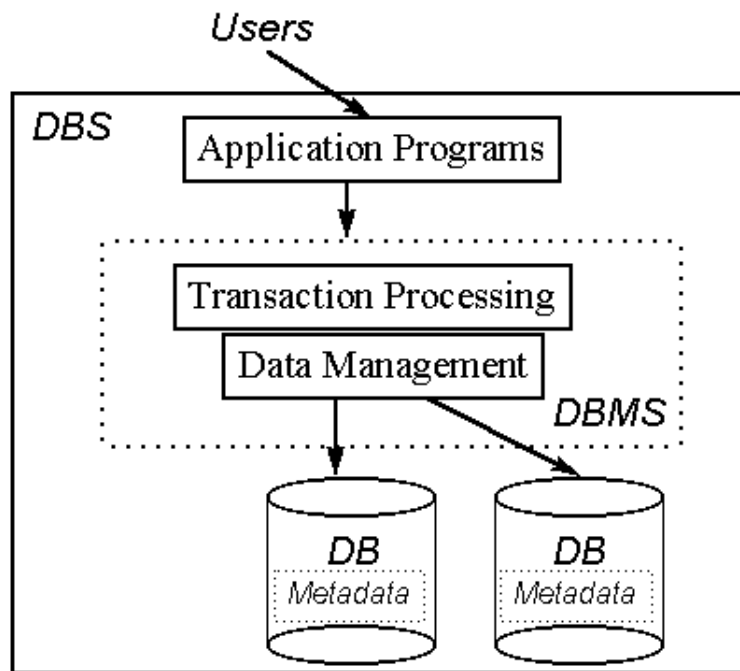 Users
DBS
Application Programs
Transaction Processing
Data Management
DBMS
DB
Metadata
DB
Metadata